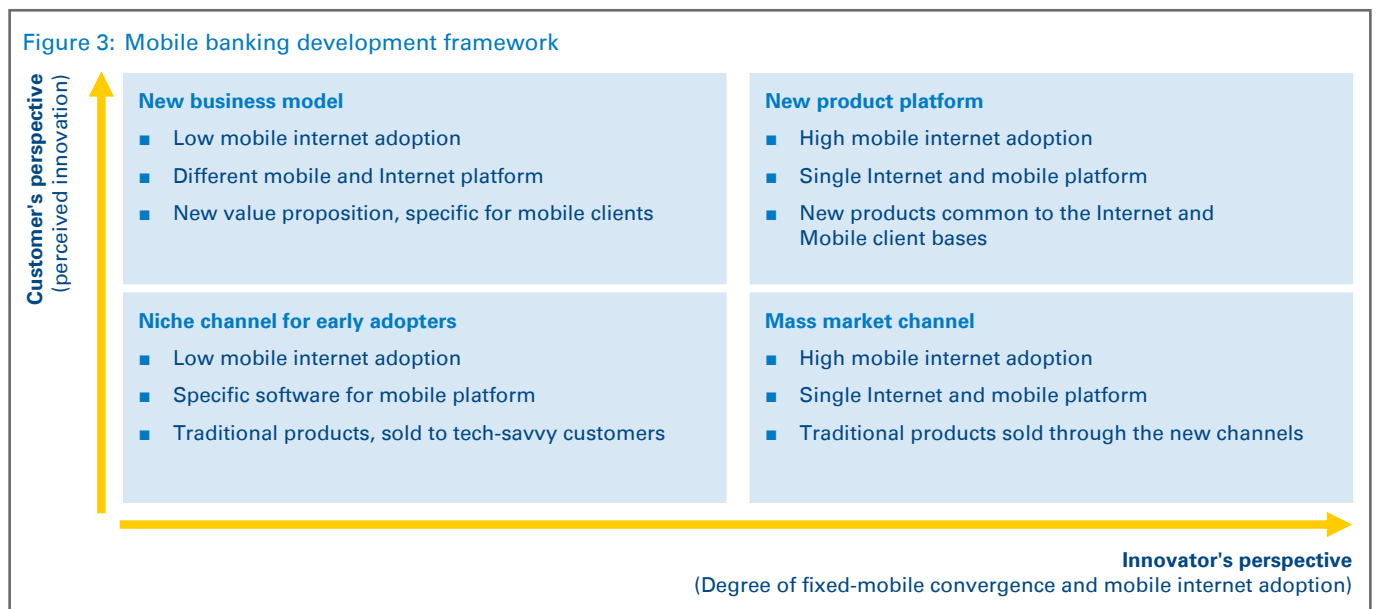 Figure 3: Mobile banking development framework
Customer's perspective
(perceived innovation)
New business model
■ Low mobile internet adoption
■ Different mobile and Internet platform
■ New value proposition, specific for mobile clients
New product platform
■ High mobile internet adoption
■ Single Internet and mobile platform
■ New products common to the Internet and
Mobile client bases
Niche channel for early adopters
■ Low mobile internet adoption
■ Specific software for mobile platform
■ Traditional products, sold to tech-savvy customers
Mass market channel
■ High mobile internet adoption
■ Single Internet and mobile platform
■ Traditional products sold through the new channels
Innovator's perspective
(Degree of fixed-mobile convergence and mobile internet adoption)